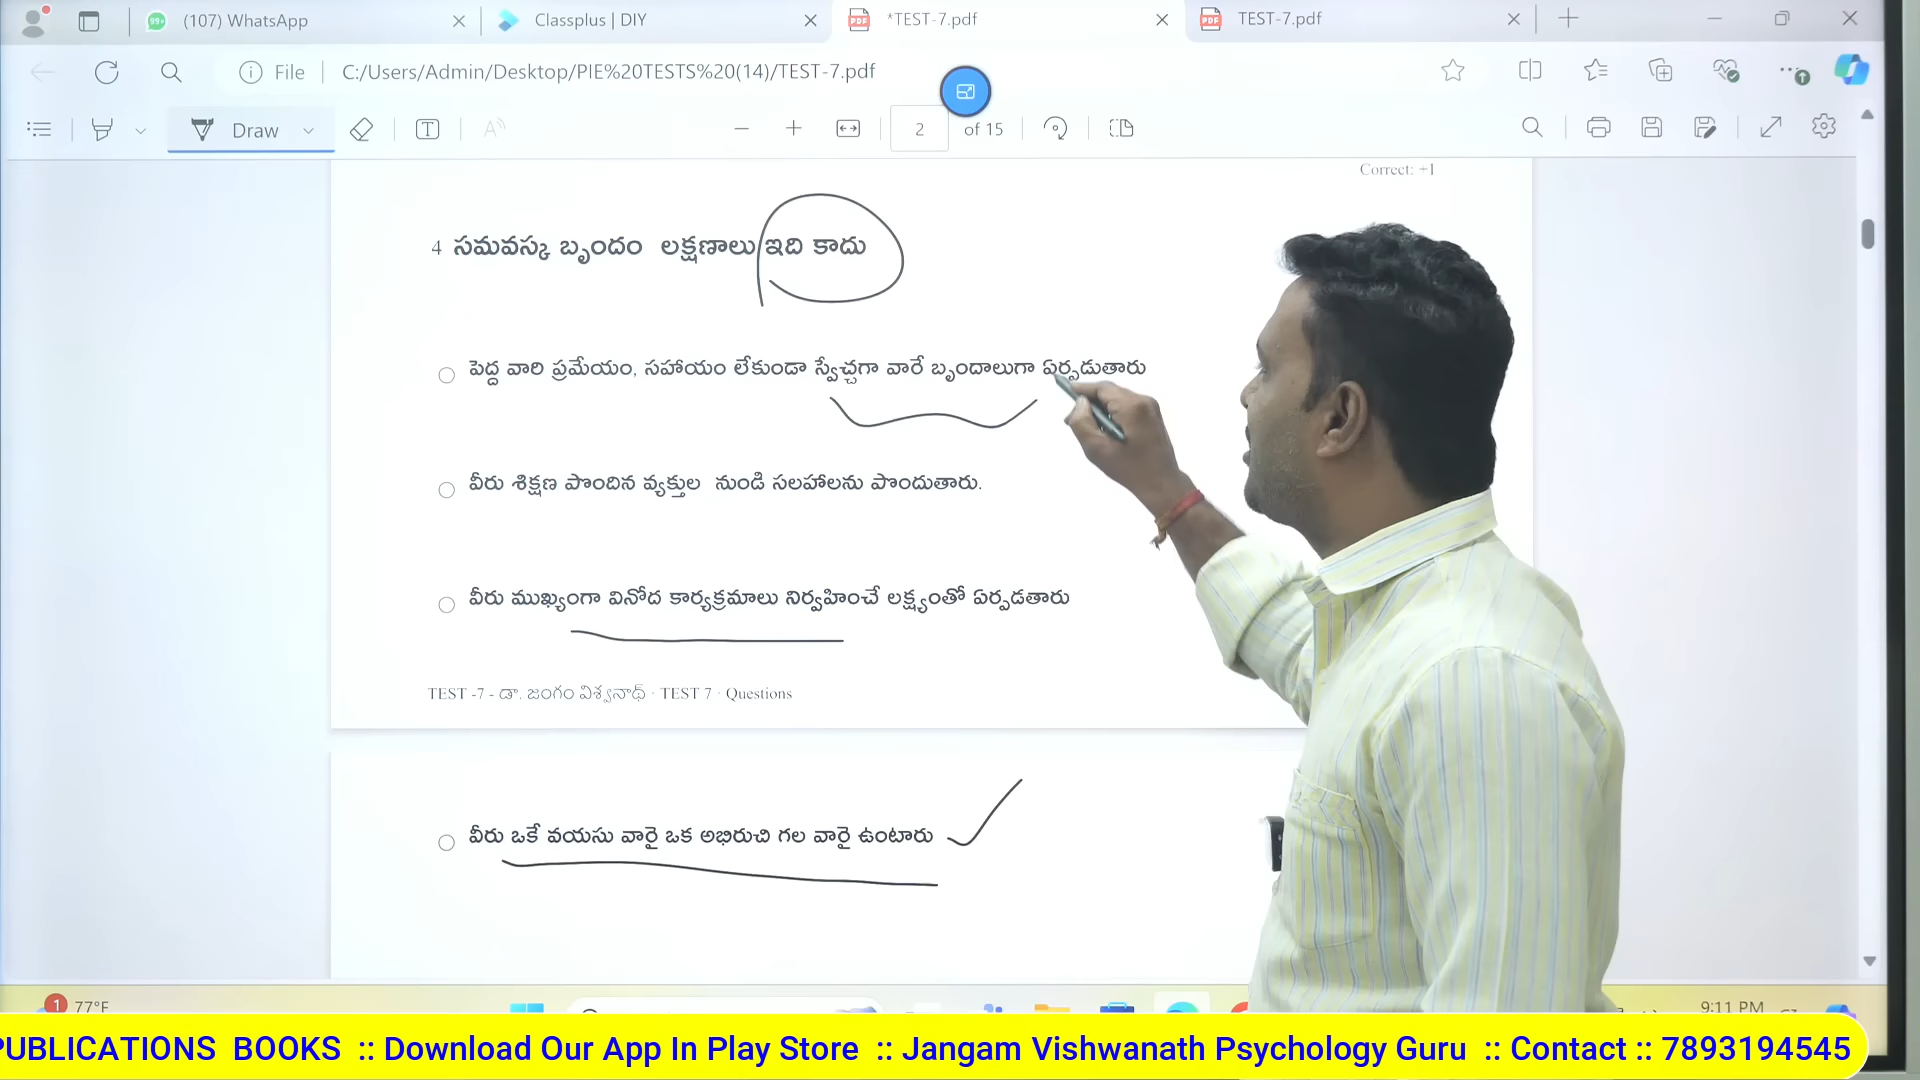 (107) WhatsApp
Classplus | DIY
*TEST-7.pdf
TEST-7.pdf
File
C:/Users/Admin/Desktop/PIE%20TESTS%20(14)/TEST-7.pdf
Draw
2 of 15
Correct: +1
4 సమవస్క బృందం లక్షణాలు ఇది కాదు
పెద్ద వారి ప్రమేయం, సహాయం లేకుండా స్వేచ్చగా వారే బృందాలుగా ఏర్పడుతారు
వీరు శిక్షణ పొందిన వ్యక్తుల నుండి సలహాలను పొందుతారు.
వీరు ముఖ్యంగా వినోద కార్యక్రమాలు నిర్వహించే లక్ష్యంతో ఏర్పడతారు
TEST -7 - డా. జంగం విశ్వనాథ్ · TEST 7 · Questions
వీరు ఒకే వయసు వారై ఒక అభిరుచి గల వారై ఉంటారు
1 77°F
9:11 PM
PUBLICATIONS BOOKS :: Download Our App In Play Store :: Jangam Vishwanath Psychology Guru :: Contact :: 7893194545